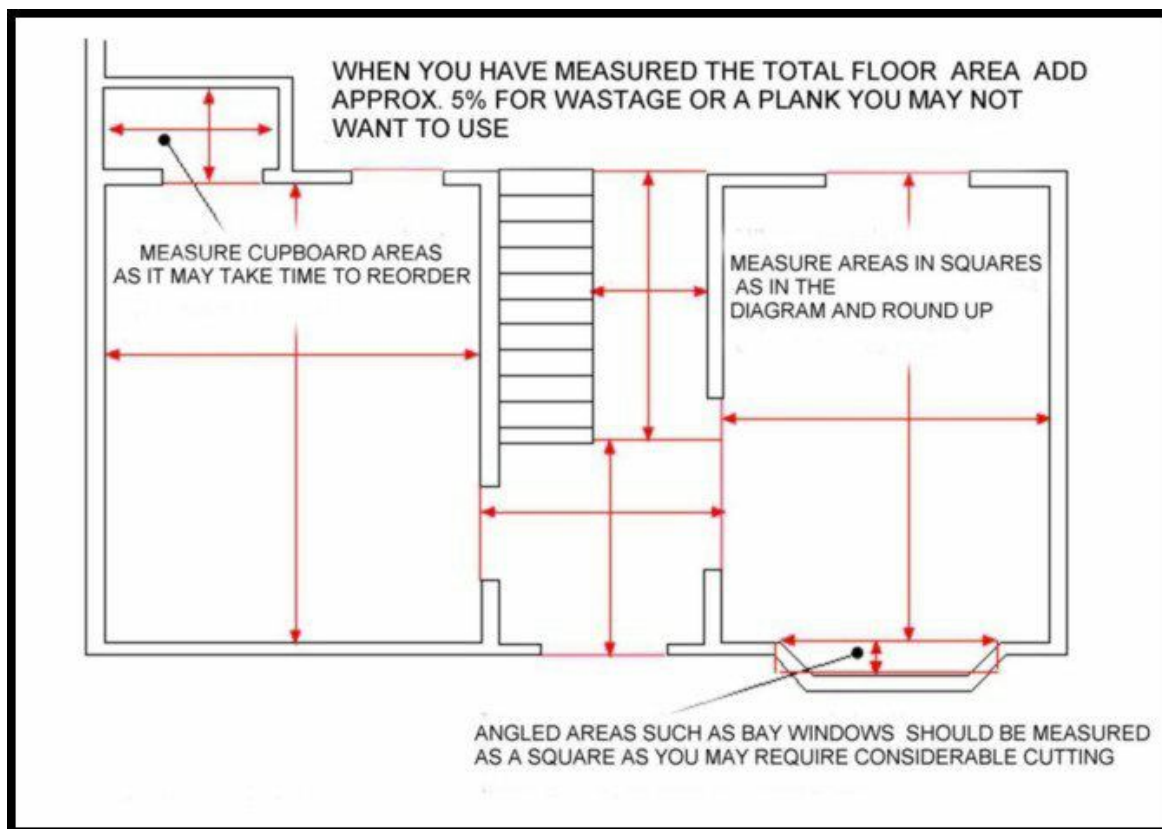 WHEN YOU HAVE MEASURED THE TOTAL FLOOR AREA ADD
APPROX. 5% FOR WASTAGE OR A PLANK YOU MAY NOT
WANT TO USE
MEASURE CUPBOARD AREAS
AS IT MAY TAKE TIME TO REORDER
MEASURE AREAS IN SQUARES
AS IN THE
DIAGRAM AND ROUND UP
ANGLED AREAS SUCH AS BAY WINDOWS SHOULD BE MEASURED
AS A SQUARE AS YOU MAY REQUIRE CONSIDERABLE CUTTING